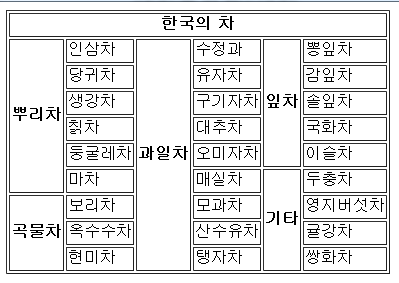 한국의 차
뿌리차 인삼차 과일차 수정과 잎차 뽕잎차
당귀차 유자차 감잎차
생강차 구기자차 솔잎차
칡차 대추차 국화차
둥굴레차 오미자차 이슬차
마차 매실차 기타 두충차
곡물차 보리차 모과차 영지버섯차
옥수수차 산수유차 귤강차
현미차 탱자차 쌍화차